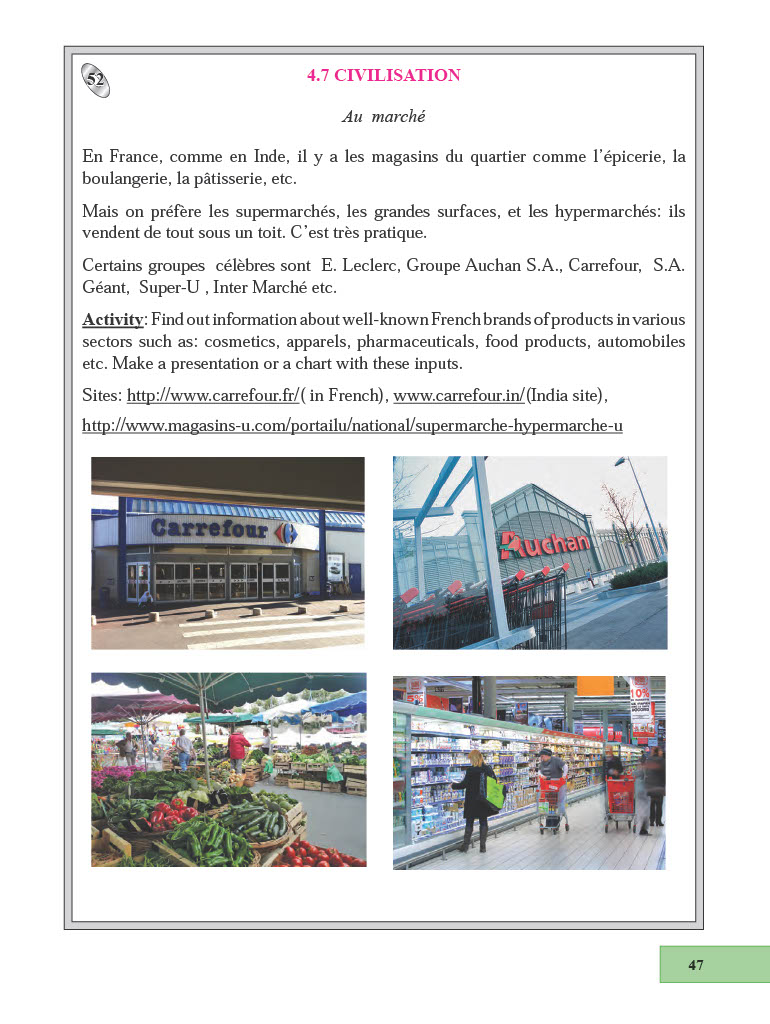 52
4.7 CIVILISATION
Au marché
En France, comme en Inde, il y a les magasins du quartier comme l'épicerie, la
boulangerie, la pâtisserie, etc.
Mais on préfère les supermarchés, les grandes surfaces, et les hypermarchés: ils
vendent de tout sous un toit. C'est très pratique.
Certains groupes célèbres sont E. Leclerc, Groupe Auchan S.A., Carrefour, S.A.
Géant, Super-U , Inter Marché etc.
Activity: Find out information about well-known French brands of products in various
sectors such as: cosmetics, apparels, pharmaceuticals, food products, automobiles
etc. Make a presentation or a chart with these inputs.
Sites: http://www.carrefour.fr/( in French), www.carrefour.in/(India site),
http://www.magasins-u.com/portailu/national/supermarche-hypermarche-u
Carrefour
Auchan
5%
10%
47